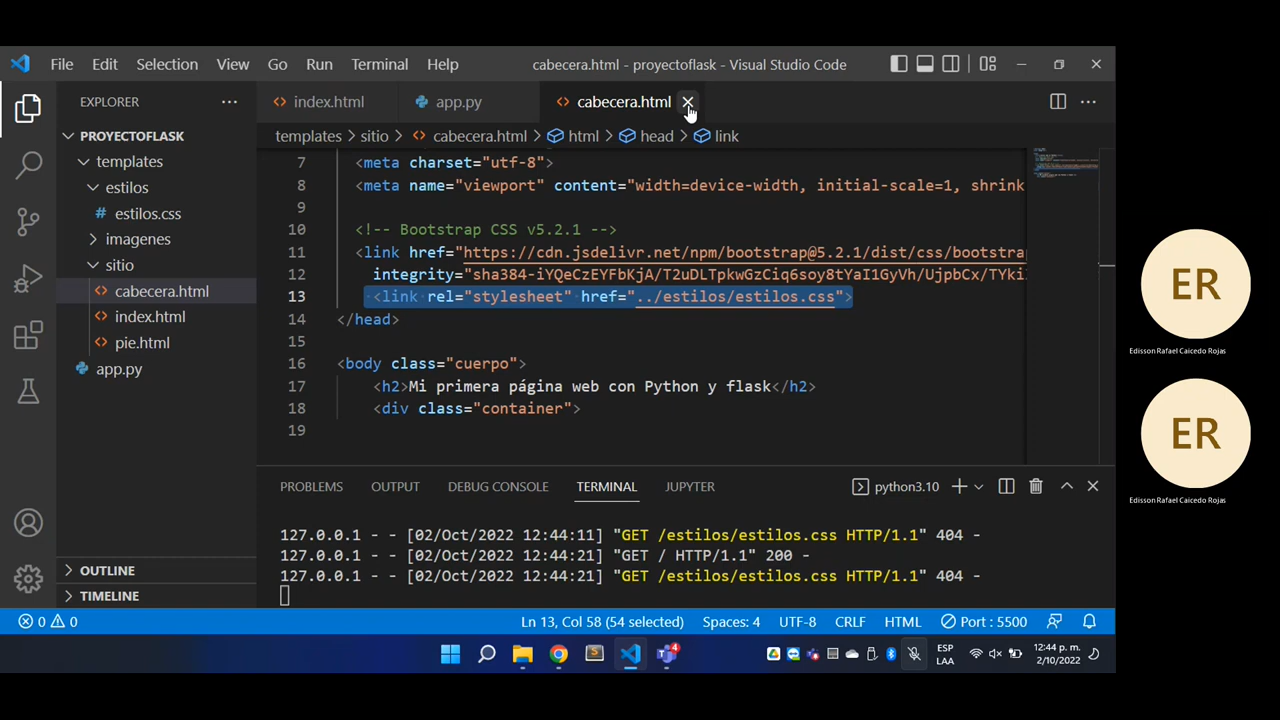 File Edit Selection View Go Run Terminal Help cabecera.html - proyectoflask - Visual Studio Code
EXPLORER
PROYECTOFLASK
templates
estilos
# estilos.css
imagenes
sitio
cabecera.html
index.html
pie.html
app.py
OUTLINE
TIMELINE
index.html app.py cabecera.html
templates > sitio > cabecera.html > html > head > link
7 <meta charset="utf-8">
8 <meta name="viewport" content="width=device-width, initial-scale=1, shrink
9
10 <!-- Bootstrap CSS v5.2.1 -->
11 <link href="https://cdn.jsdelivr.net/npm/bootstrap@5.2.1/dist/css/bootstrap
12 integrity="sha384-iYQeCzEYFbKjA/T2uDLTpkwGzCiq6soy8tYaI1GyVh/UjpbCx/TYki
13 <link rel="stylesheet" href="../estilos/estilos.css">
14 </head>
15
16 <body class="cuerpo">
17 <h2>Mi primera página web con Python y flask</h2>
18 <div class="container">
19
PROBLEMS OUTPUT DEBUG CONSOLE TERMINAL JUPYTER python3.10
127.0.0.1 - - [02/Oct/2022 12:44:11] "GET /estilos/estilos.css HTTP/1.1" 404 -
127.0.0.1 - - [02/Oct/2022 12:44:21] "GET / HTTP/1.1" 200 -
127.0.0.1 - - [02/Oct/2022 12:44:21] "GET /estilos/estilos.css HTTP/1.1" 404 -
0 0 Ln 13, Col 58 (54 selected) Spaces: 4 UTF-8 CRLF HTML Port : 5500
4
ESP
LAA
12:44 p. m.
2/10/2022
ER
Edisson Rafael Caicedo Rojas
ER
Edisson Rafael Caicedo Rojas